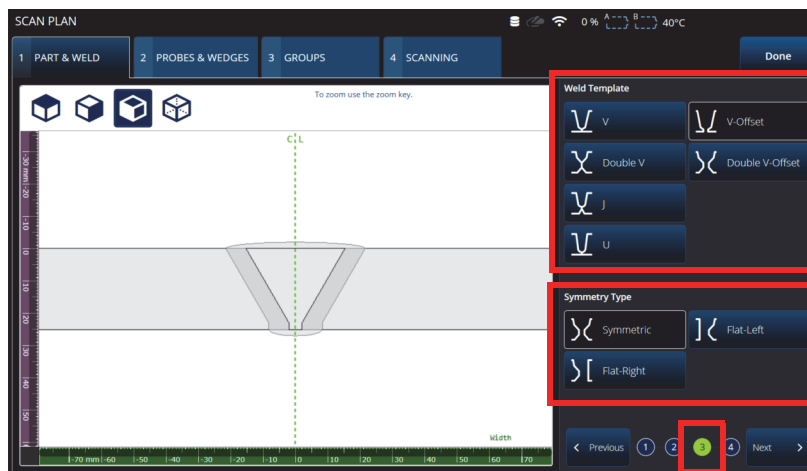 SCAN PLAN
0 % A B 40°C
1 PART & WELD
2 PROBES & WEDGES
3 GROUPS
4 SCANNING
Done
To zoom use the zoom key.
C L
-30 mm -20 -10 0 10 20 30 40 50
Width
-70 mm -60 -50 -40 -30 -20 -10 0 10 20 30 40 50 60 70
Weld Template
V
V-Offset
Double V
Double V-Offset
J
U
Symmetry Type
Symmetric
Flat-Left
Flat-Right
< Previous 1 2 3 4 Next >